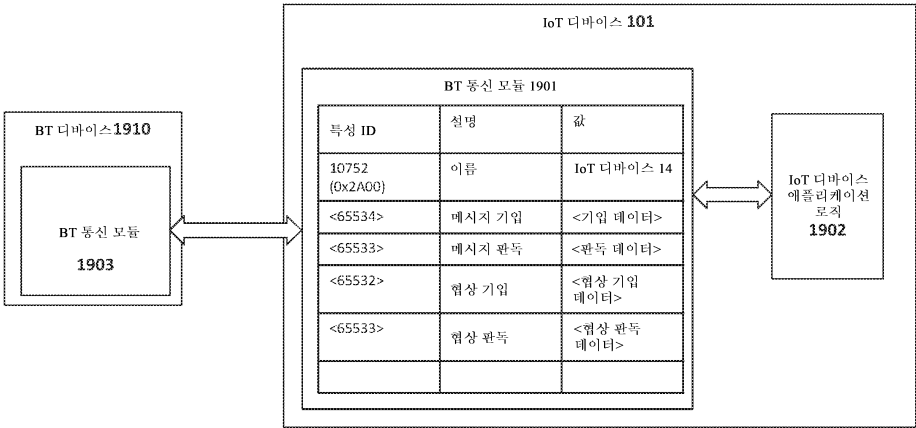 IoT 디바이스 101
BT 통신 모듈 1901
BT 디바이스1910
BT 통신 모듈
1903
특성 ID 설명 값
10752
(0x2A00) 이름 IoT 디바이스 14
<65534> 메시지 기입 <기입 데이터>
<65533> 메시지 판독 <판독 데이터>
<65532> 협상 기입 <협상 기입
데이터>
<65533> 협상 판독 <협상 판독
데이터>
IoT 디바이스
애플리케이션
로직
1902